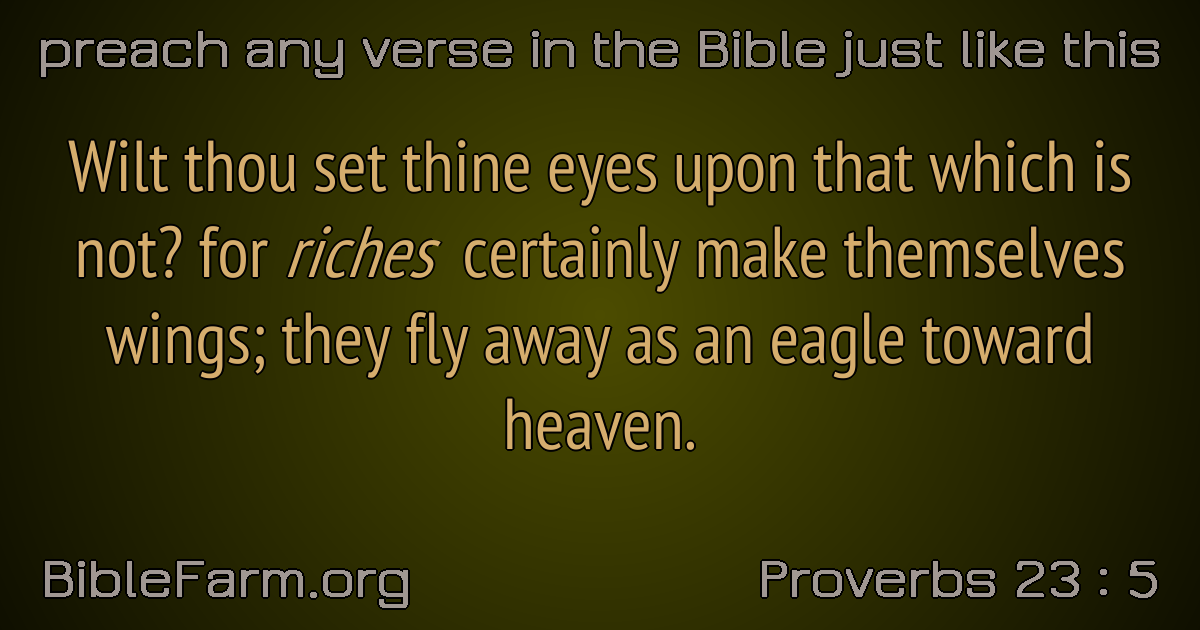 preach any verse in the Bible just like this
Wilt thou set thine eyes upon that which is
not? for riches certainly make themselves
wings; they fly away as an eagle toward
heaven.
BibleFarm.org
Proverbs 23 : 5